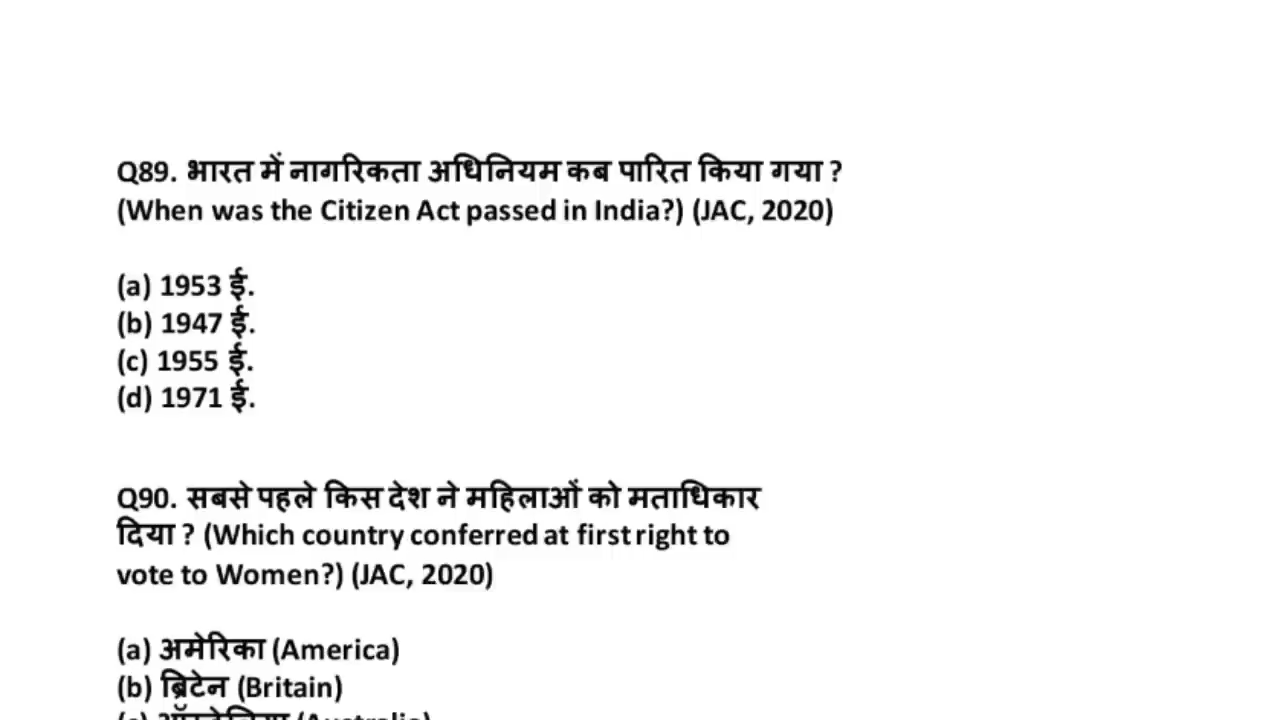 Q89. भारत में नागरिकता अधिनियम कब पारित किया गया ?
(When was the Citizen Act passed in India?) (JAC, 2020)
(a) 1953 ई.
(b) 1947 ई.
(c) 1955 ई.
(d) 1971 ई.
Q90. सबसे पहले किस देश ने महिलाओं को मताधिकार
दिया ? (Which country conferred at first right to
vote to Women?) (JAC, 2020)
(a) अमेरिका (America)
(b) ब्रिटेन (Britain)
(c) ऑस्ट्रेलिया (Australia)